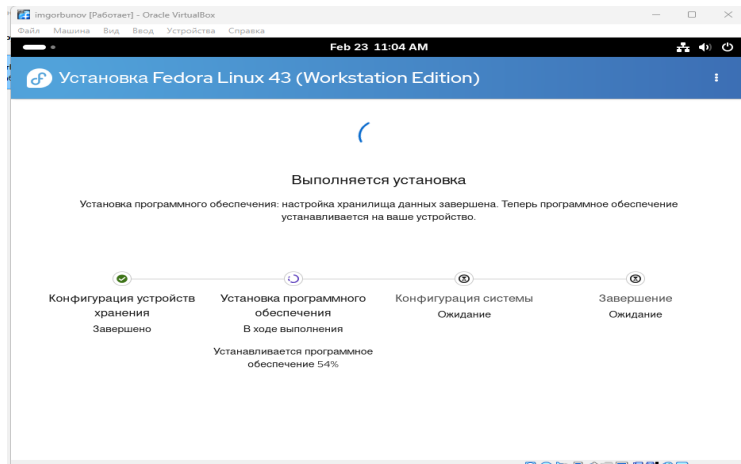 imgorbunov [Работает] - Oracle VirtualBox
Файл Машина Вид Ввод Устройства Справка
Feb 23 11:04 AM
Установка Fedora Linux 43 (Workstation Edition)
Выполняется установка
Установка программного обеспечения: настройка хранилища данных завершена. Теперь программное обеспечение
устанавливается на ваше устройство.
Конфигурация устройств
хранения
Завершено
Установка программного
обеспечения
В ходе выполнения
Устанавливается программное
обеспечение 54%
Конфигурация системы
Ожидание
Завершение
Ожидание